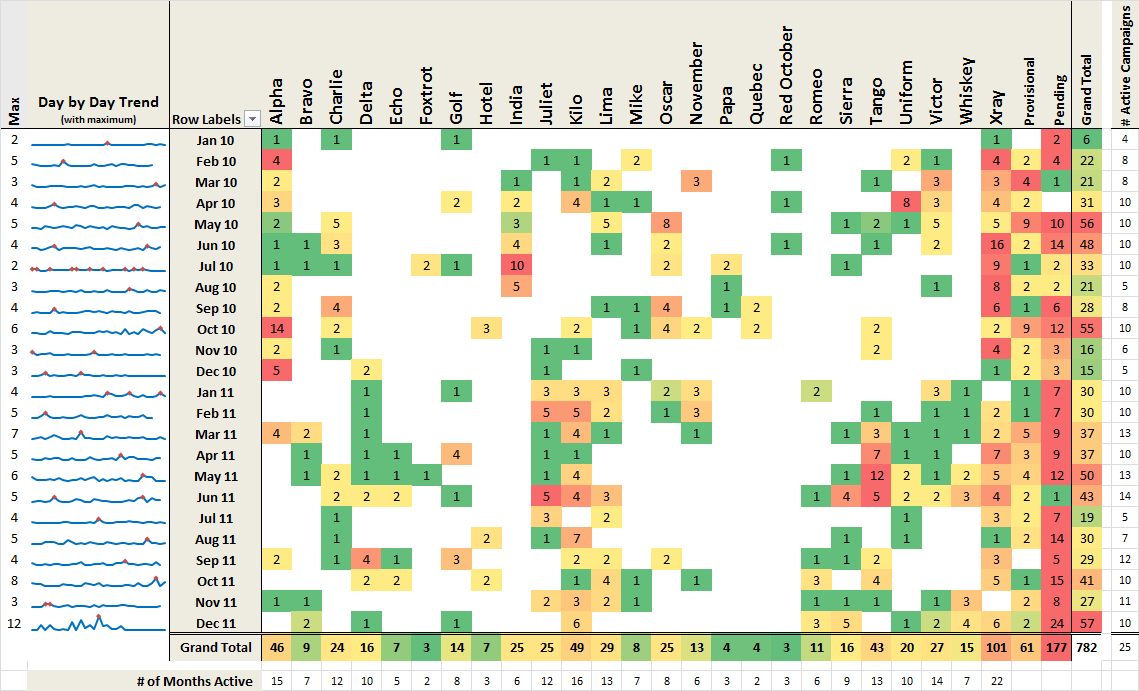 Max Day by Day Trend (with maximum) Row Labels Alpha Bravo Charlie Delta Echo Foxtrot Golf Hotel India Juliet Kilo Lima Mike Oscar November Papa Quebec Red October Romeo Sierra Tango Uniform Victor Whiskey Xray Provisional Pending Grand Total # Active Campaigns
2 Jan 10 1 1 1 1 2 6 4
5 Feb 10 4 1 1 2 1 2 1 4 2 4 22 8
3 Mar 10 2 1 1 2 3 1 3 3 4 1 21 8
4 Apr 10 3 2 2 4 1 1 1 8 3 4 2 31 10
5 May 10 2 5 3 5 8 1 2 1 5 5 9 10 56 10
4 Jun 10 1 1 3 4 1 2 1 1 2 16 2 14 48 10
2 Jul 10 1 1 1 2 1 10 2 2 1 9 1 2 33 10
3 Aug 10 2 5 1 1 8 2 2 21 5
4 Sep 10 2 4 1 1 4 1 2 6 1 6 28 8
6 Oct 10 14 2 3 2 1 4 2 2 2 2 9 12 55 10
3 Nov 10 2 1 1 1 2 4 2 3 16 6
3 Dec 10 5 2 1 1 1 2 3 15 5
4 Jan 11 1 1 3 3 3 2 3 2 3 1 1 7 30 10
5 Feb 11 1 5 5 2 1 3 1 1 1 2 1 7 30 10
7 Mar 11 4 2 1 1 4 1 1 1 3 1 1 1 2 5 9 37 13
5 Apr 11 1 1 1 4 1 1 7 1 1 7 3 9 37 10
6 May 11 1 2 1 1 1 1 4 1 12 2 1 2 5 4 12 50 13
5 Jun 11 2 2 2 1 5 4 3 1 4 5 2 2 3 4 2 1 43 14
4 Jul 11 1 3 2 1 3 2 7 19 5
5 Aug 11 1 2 1 7 1 1 1 2 14 30 7
4 Sep 11 2 1 4 1 3 2 2 2 1 1 2 3 5 29 12
8 Oct 11 2 2 2 1 4 1 1 3 4 5 1 15 41 10
3 Nov 11 1 1 2 3 2 1 1 1 1 1 3 2 8 27 11
12 Dec 11 2 1 1 6 3 5 1 2 4 6 2 24 57 10
Grand Total 46 9 24 16 7 3 14 7 25 25 49 29 8 25 13 4 4 3 11 16 43 20 27 15 101 61 177 782 25
# of Months Active 15 7 12 10 5 2 8 3 6 12 16 13 7 8 6 3 2 3 6 9 13 10 14 7 22